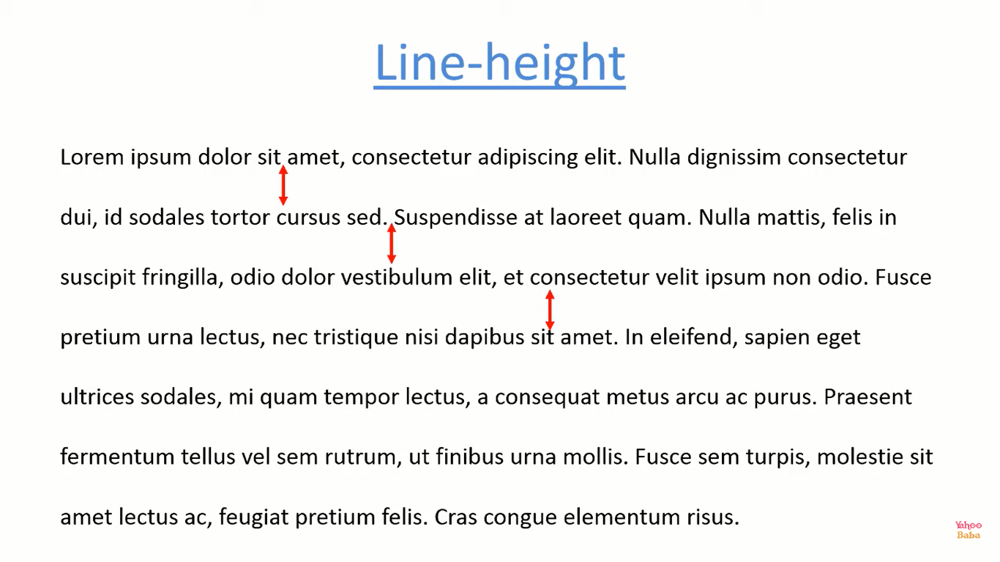 Line-height
Lorem ipsum dolor sit amet, consectetur adipiscing elit. Nulla dignissim consectetur
dui, id sodales tortor cursus sed. Suspendisse at laoreet quam. Nulla mattis, felis in
suscipit fringilla, odio dolor vestibulum elit, et consectetur velit ipsum non odio. Fusce
pretium urna lectus, nec tristique nisi dapibus sit amet. In eleifend, sapien eget
ultrices sodales, mi quam tempor lectus, a consequat metus arcu ac purus. Praesent
fermentum tellus vel sem rutrum, ut finibus urna mollis. Fusce sem turpis, molestie sit
amet lectus ac, feugiat pretium felis. Cras congue elementum risus.
Yahoo
Baba